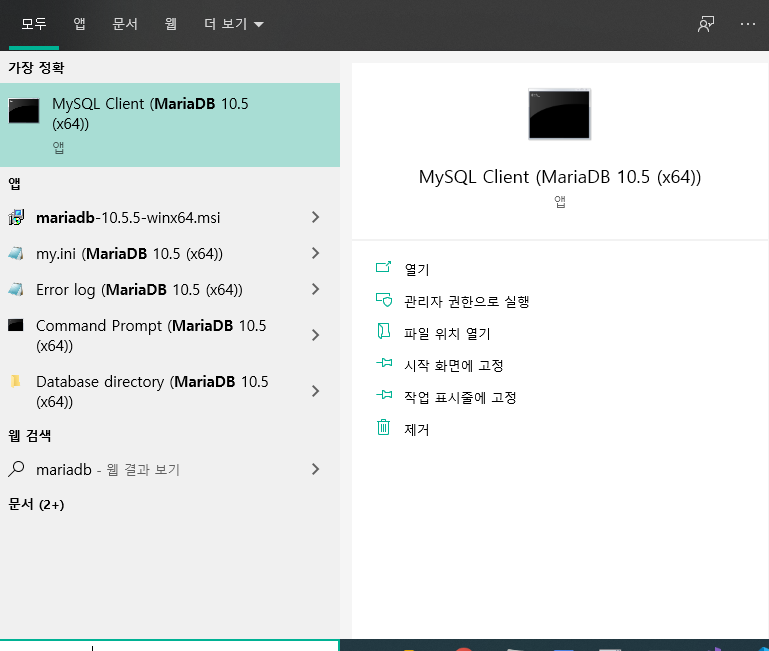 모두 앱 문서 웹 더 보기
가장 정확
MySQL Client (MariaDB 10.5
(x64))
앱
앱
mariadb-10.5.5-winx64.msi
my.ini (MariaDB 10.5 (x64))
Error log (MariaDB 10.5 (x64))
Command Prompt (MariaDB 10.5
(x64))
Database directory (MariaDB 10.5
(x64))
웹 검색
mariadb - 웹 결과 보기
문서 (2+)
MySQL Client (MariaDB 10.5 (x64))
앱
열기
관리자 권한으로 실행
파일 위치 열기
시작 화면에 고정
작업 표시줄에 고정
제거